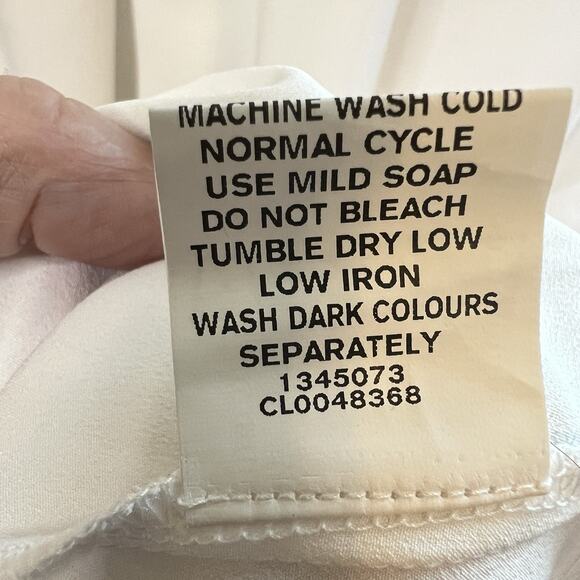 MACHINE WASH COLD
NORMAL CYCLE
USE MILD SOAP
DO NOT BLEACH
TUMBLE DRY LOW
LOW IRON
WASH DARK COLOURS
SEPARATELY
1345073
CL0048368